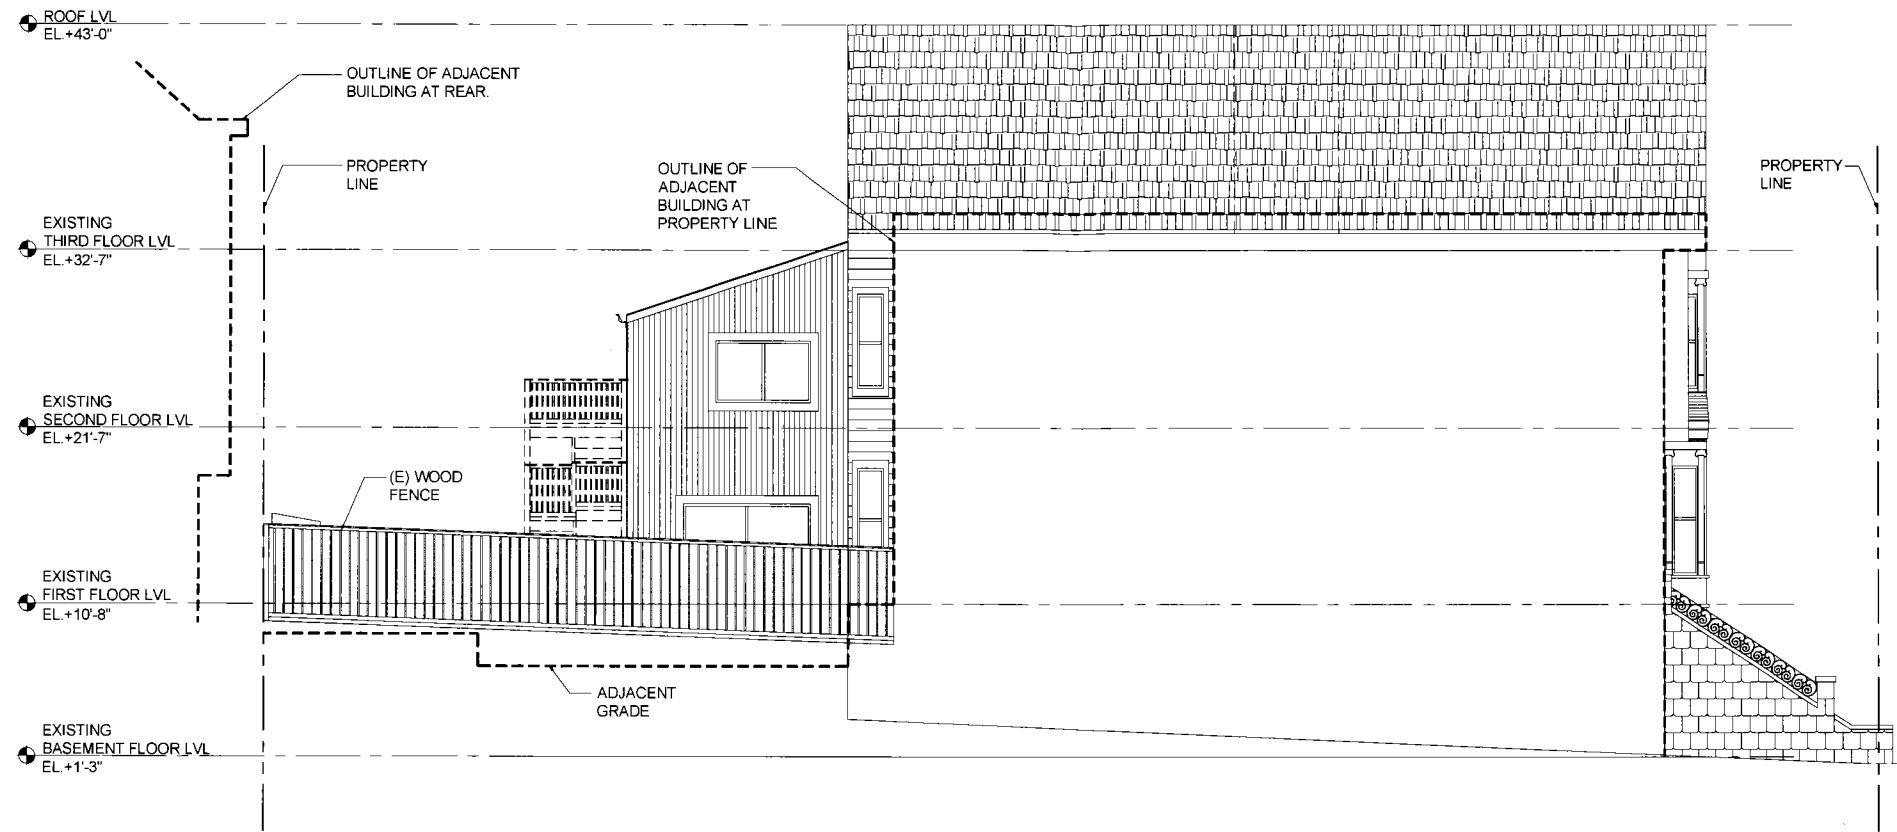 ROOF LVL
EL.+43'-0"
OUTLINE OF ADJACENT
BUILDING AT REAR.
PROPERTY
LINE
OUTLINE OF
ADJACENT
BUILDING AT
PROPERTY LINE
PROPERTY
LINE
EXISTING
THIRD FLOOR LVL
EL.+32'-7"
EXISTING
SECOND FLOOR LVL
EL.+21'-7"
(E) WOOD
FENCE
EXISTING
FIRST FLOOR LVL
EL.+10'-8"
ADJACENT
GRADE
EXISTING
BASEMENT FLOOR LVL
EL.+1'-3"